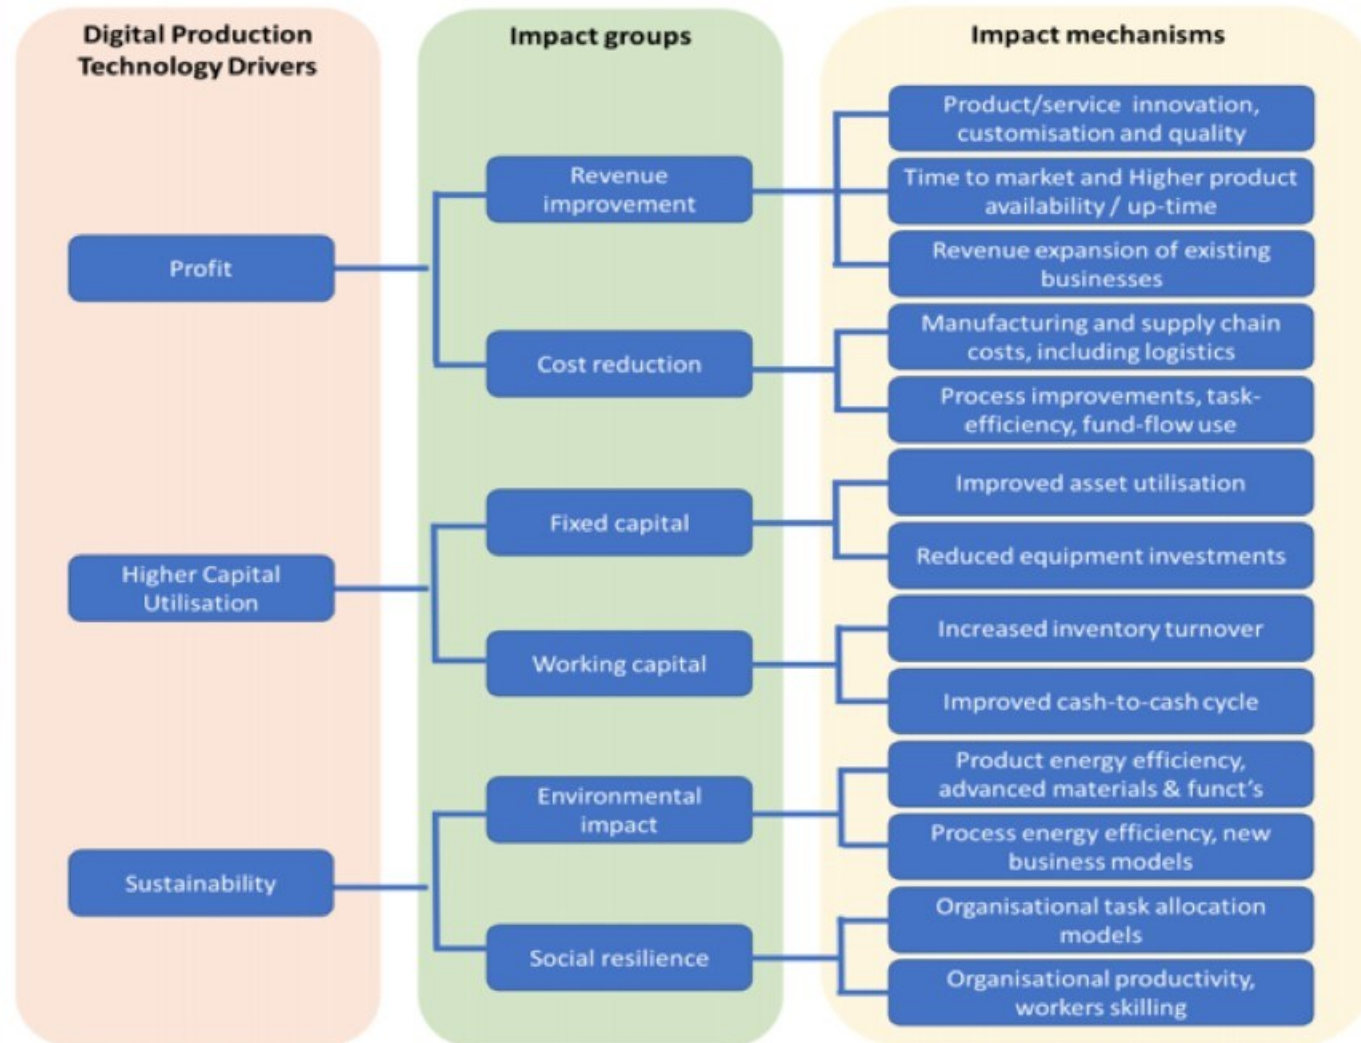 Digital Production
Technology Drivers
Impact groups
Impact mechanisms
Profit
Higher Capital
Utilisation
Sustainability
Revenue
improvement
Cost reduction
Fixed capital
Working capital
Environmental
impact
Social resilience
Product/service innovation,
customisation and quality
Time to market and Higher product
availability / up-time
Revenue expansion of existing
businesses
Manufacturing and supply chain
costs, including logistics
Process improvements, task-
efficiency, fund-flow use
Improved asset utilisation
Reduced equipment investments
Increased inventory turnover
Improved cash-to-cash cycle
Product energy efficiency,
advanced materials & funct's
Process energy efficiency, new
business models
Organisational task allocation
models
Organisational productivity,
workers skilling